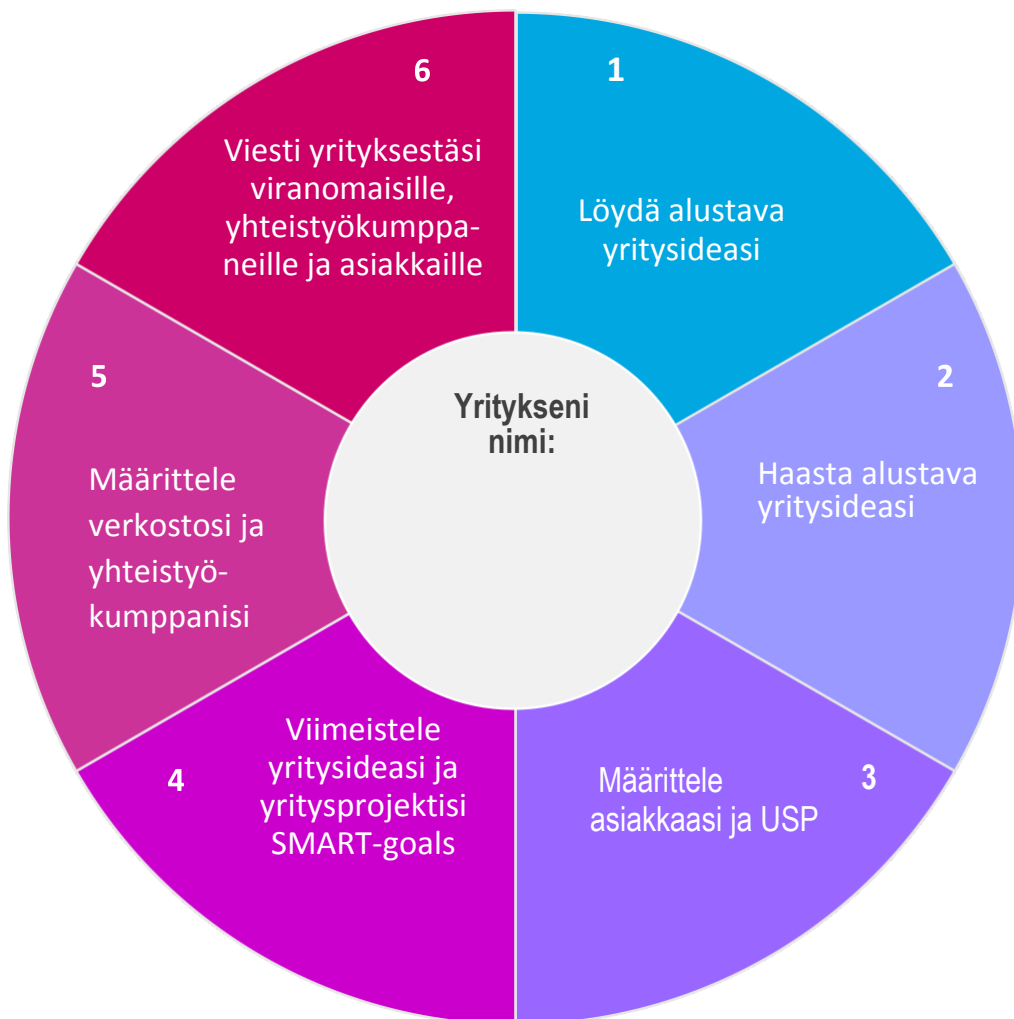 1
Löydä alustava
yritysideasi
2
Haasta alustava
yritysideasi
3
Määrittele
asiakkaasi ja USP
4
Viimeistele
yritysideasi ja
yritysprojektisi
SMART-goals
5
Määrittele
verkostosi ja
yhteistyö-
kumppanisi
6
Viesti yrityksestäsi
viranomaisille,
yhteistyökumppa-
neille ja asiakkaille
Yritykseni
nimi: